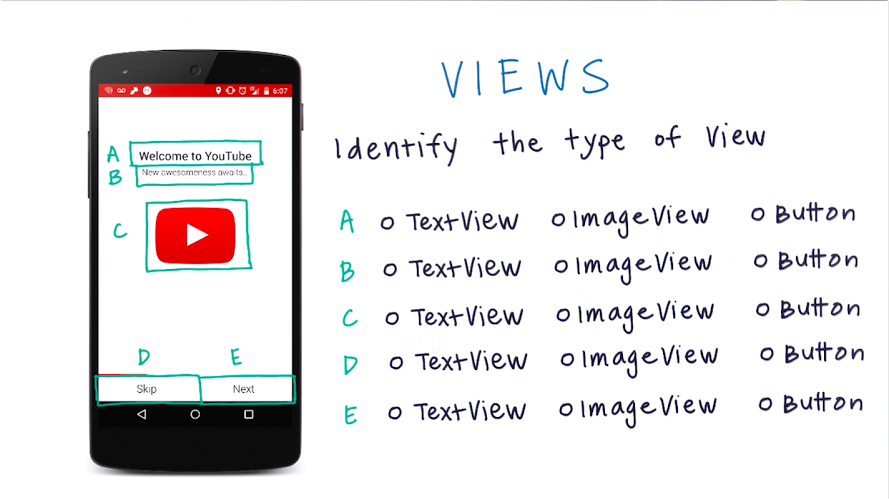 6:07
VIEWS
Identify the type of View
A Welcome to YouTube
B New awesomeness awaits..
C
D E
Skip Next
A o TextView o ImageView o Button
B o TextView o ImageView o Button
C o TextView o ImageView o Button
D o TextView o ImageView o Button
E o TextView o ImageView o Button